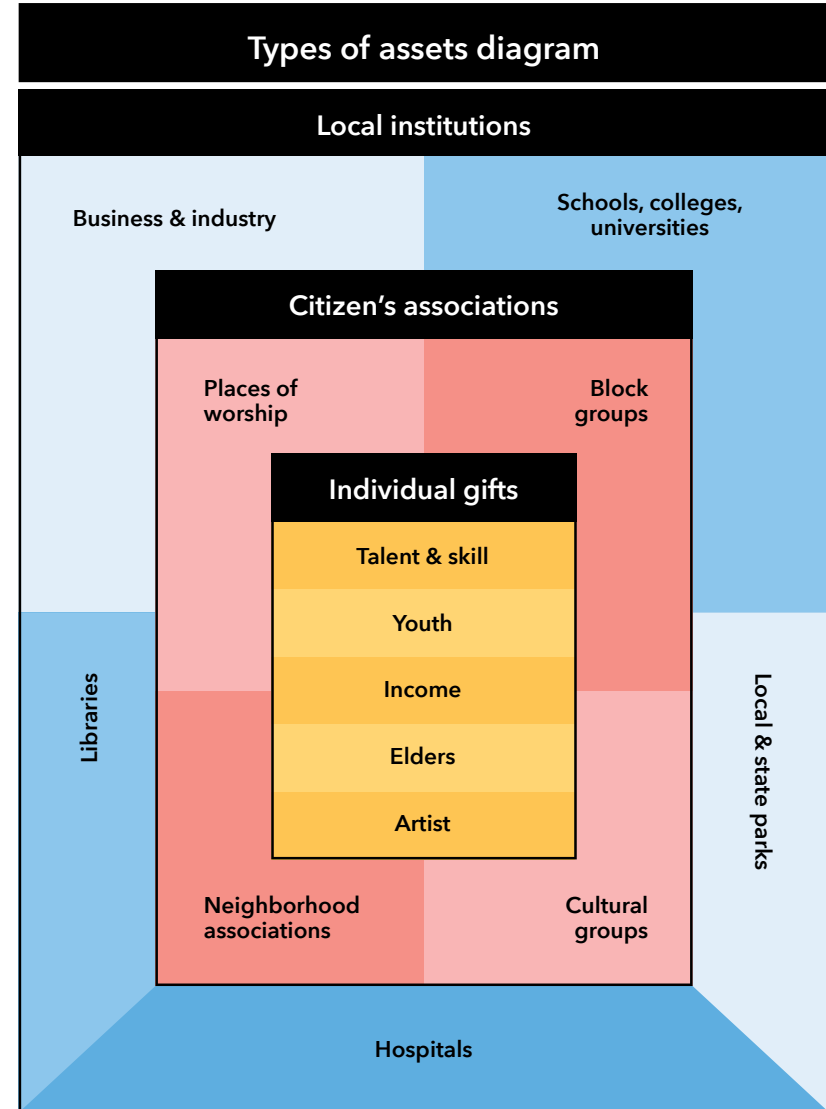 Types of assets diagram
Local institutions
Business & industry
Schools, colleges,
universities
Citizen’s associations
Places of
worship
Block
groups
Individual gifts
Talent & skill
Youth
Income
Elders
Artist
Libraries
Local & state parks
Neighborhood
associations
Cultural
groups
Hospitals